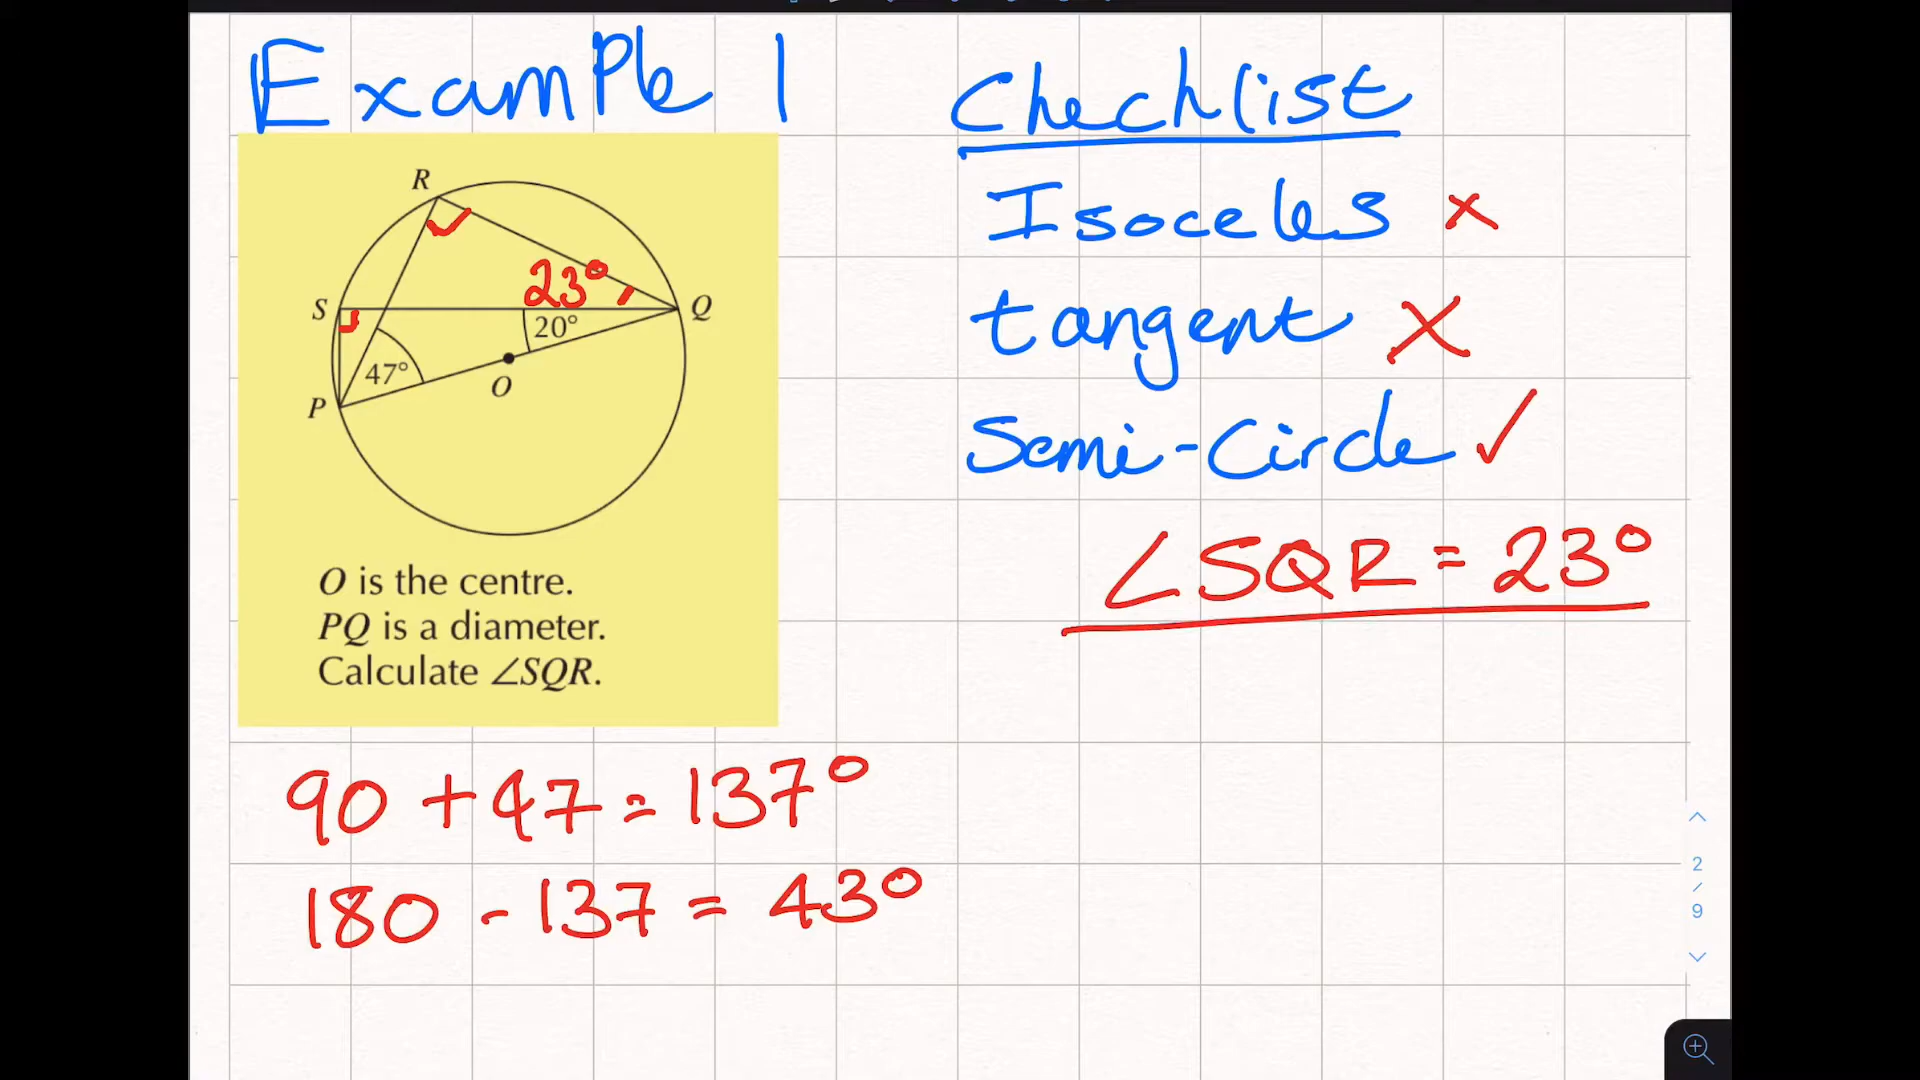 Example 1
Chechlist
Isoceles ×
tangent ×
Semi-Circle ✓
R
S
Q
P
O
23°
20°
47°
O is the centre.
PQ is a diameter.
Calculate ∠SQR.
∠SQR = 23°
90 + 47 = 137°
180 - 137 = 43°
2
/
9